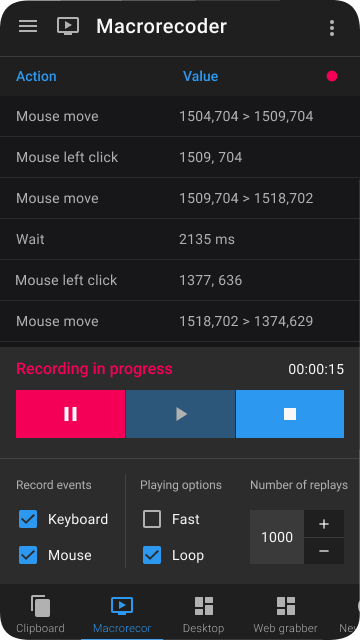 Macrorecoder
Action Value
Mouse move 1504,704 > 1509,704
Mouse left click 1509, 704
Mouse move 1509,704 > 1518,702
Wait 2135 ms
Mouse left click 1377, 636
Mouse move 1518,702 > 1374,629
Recording in progress 00:00:15
Record events Playing options Number of replays
Keyboard Fast 1000 +
Mouse Loop −
Clipboard Macrorecor Desktop Web grabber